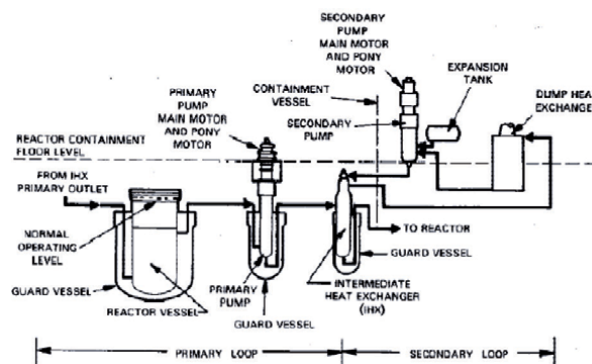 SECONDARY
PUMP
MAIN MOTOR
AND PONY
MOTOR
EXPANSION
TANK
DUMP HEAT
EXCHANGE
PRIMARY
PUMP
MAIN MOTOR
AND PONY
MOTOR
CONTAINMENT
VESSEL
SECONDARY
PUMP
REACTOR CONTAINMENT
FLOOR LEVEL
FROM IHX
PRIMARY OUTLET
NORMAL
OPERATING
LEVEL
GUARD VESSEL
REACTOR VESSEL
PRIMARY
PUMP
GUARD VESSEL
TO REACTOR
GUARD VESSEL
INTERMEDIATE
HEAT EXCHANGER
(IHX)
PRIMARY LOOP
SECONDARY LOOP